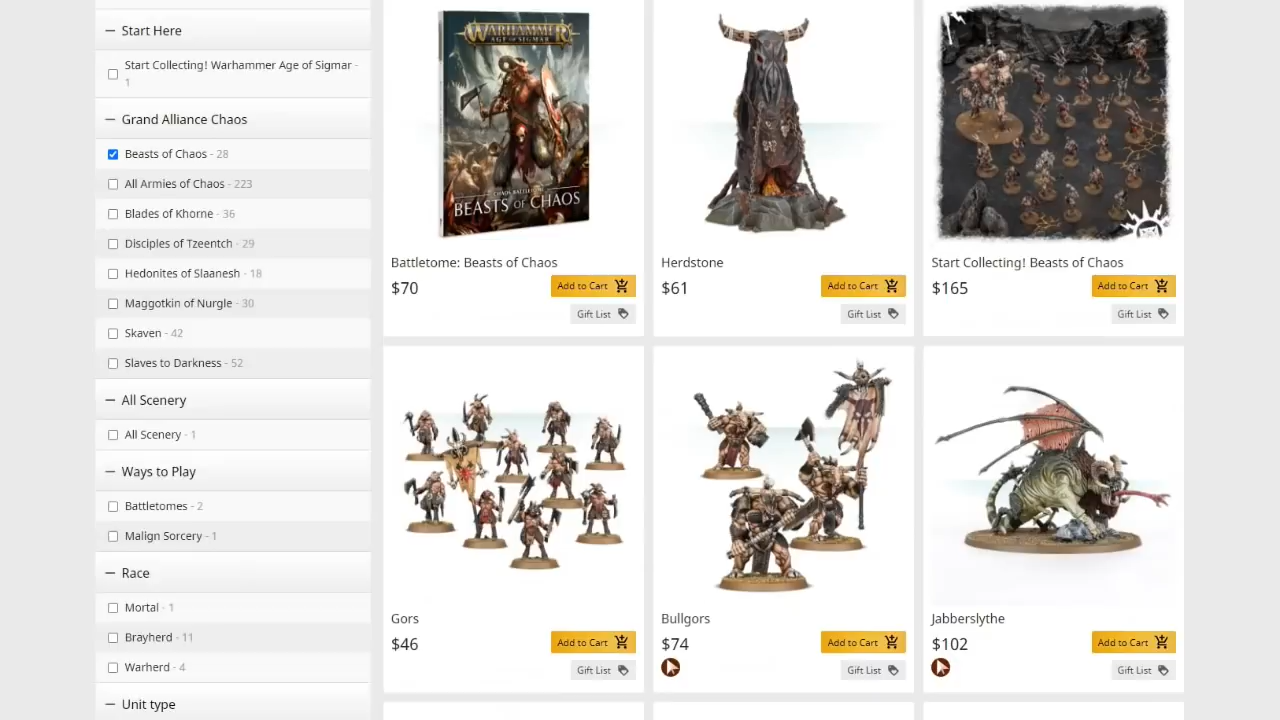 Start Here
Start Collecting! Warhammer Age of Sigmar - 1
Grand Alliance Chaos
Beasts of Chaos - 28
All Armies of Chaos - 223
Blades of Khorne - 36
Disciples of Tzeentch - 29
Hedonites of Slaanesh - 18
Maggotkin of Nurgle - 30
Skaven - 42
Slaves to Darkness - 52
All Scenery
All Scenery - 1
Ways to Play
Battletomes - 2
Malign Sorcery - 1
Race
Mortal - 1
Brayherd - 11
Warherd - 4
Unit type
WARHAMMER
AGE OF SIGMAR
BEASTS OF CHAOS
Battletome: Beasts of Chaos
$70
Add to Cart
Gift List
Herdstone
$61
Add to Cart
Gift List
Start Collecting! Beasts of Chaos
$165
Add to Cart
Gift List
Gors
$46
Add to Cart
Gift List
Bullgors
$74
Add to Cart
Gift List
Jabberslythe
$102
Add to Cart
Gift List